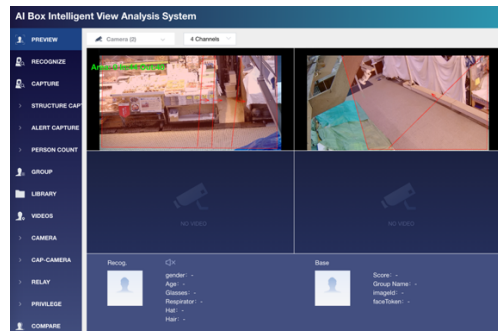 AI Box Intelligent View Analysis System
PREVIEW
Camera (2)
4 Channels
RECOGNIZE
CAPTURE
STRUCTURE CAP
ALERT CAPTURE
PERSON COUNT
GROUP
LIBRARY
VIDEOS
NO VIDEO
NO VIDEO
CAMERA
CAP-CAMERA
RELAY
PRIVILEGE
COMPARE
Recog.
gender: -
Age: -
Glasses: -
Respirator: -
Hat: -
Hair: -
Base
Score: -
Group Name: -
imageId: -
faceToken: -